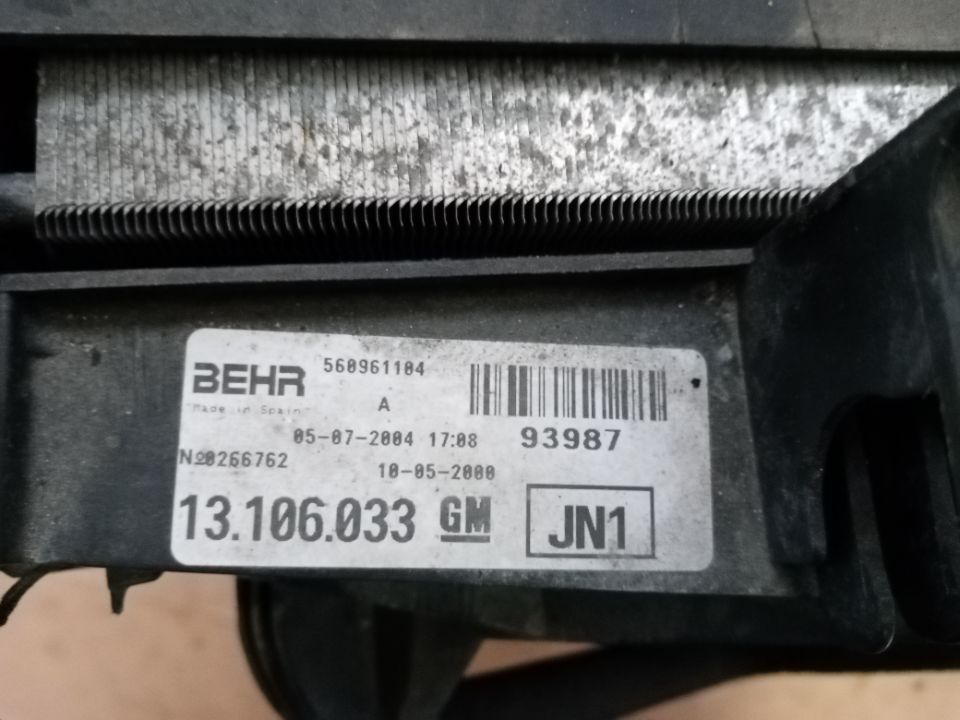 BEHR 560961104
"Made in Spain" A
05-07-2004 17:08 93987
Nº0266762 10-05-2000
13.106.033 GM JN1